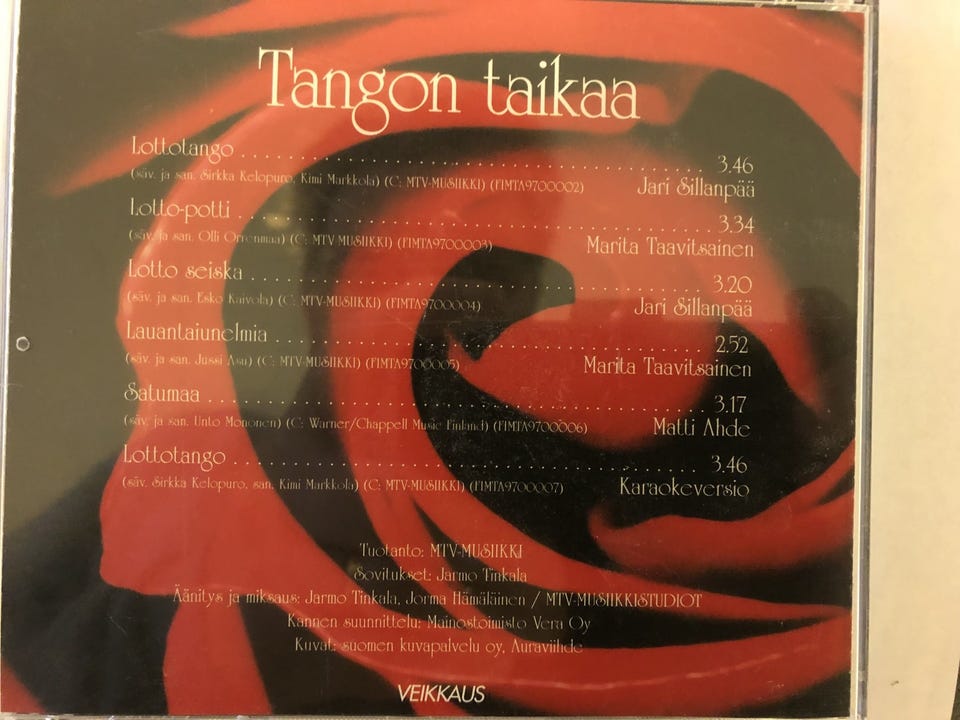 Tangon taikaa
Lottotango . . . . . . . . . . . . . . . . . . . . . . . . . . . . . . . . . . . . . . . . 3.46
(säv. ja san. Sirkka Kelopuro, Kimi Markkola) (C: MTV-MUSIIKKI) (FIMTA9700002) Jari Sillanpää
Lotto-potti . . . . . . . . . . . . . . . . . . . . . . . . . . . . . . . . . . . . . . . . 3.34
(säv. ja san. Olli Orrenmaa) (C: MTV-MUSIIKKI) (FIMTA9700003) Marita Taavitsainen
Lotto seiska . . . . . . . . . . . . . . . . . . . . . . . . . . . . . . . . . . . . . . . . 3.20
(säv. ja san. Esko Kaivola) (C: MTV-MUSIIKKI) (FIMTA9700004) Jari Sillanpää
Lauantaiunelmia . . . . . . . . . . . . . . . . . . . . . . . . . . . . . . . . . . . . . 2.52
(säv. ja san. Jussi Asu) (C: MTV-MUSIIKKI) (FIMTA9700005) Marita Taavitsainen
Satumaa . . . . . . . . . . . . . . . . . . . . . . . . . . . . . . . . . . . . . . . . . . 3.17
(säv. ja san. Unto Mononen) (C: Warner/Chappell Music Finland) (FIMTA9700006) Matti Ahde
Lottotango . . . . . . . . . . . . . . . . . . . . . . . . . . . . . . . . . . . . . . . . 3.46
(säv. Sirkka Kelopuro, san. Kimi Markkola) (C: MTV-MUSIIKKI) (FIMTA9700007) Karaokeversio
Tuotanto: MTV-MUSIIKKI
Sovitukset: Jarmo Tinkala
Äänitys ja miksaus: Jarmo Tinkala, Jorma Hämäläinen / MTV-MUSIIKKISTUDIOT
Kannen suunnittelu: Mainostoimisto Vera Oy
Kuvat: suomen kuvapalvelu oy, Auraviihde
VEIKKAUS